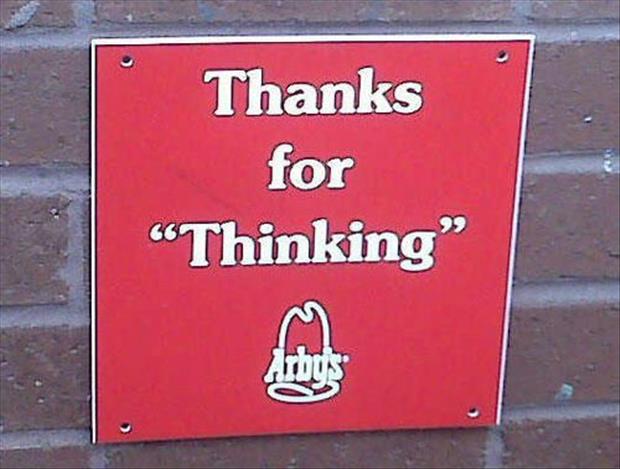 Thanks
for
“Thinking”
Arby's